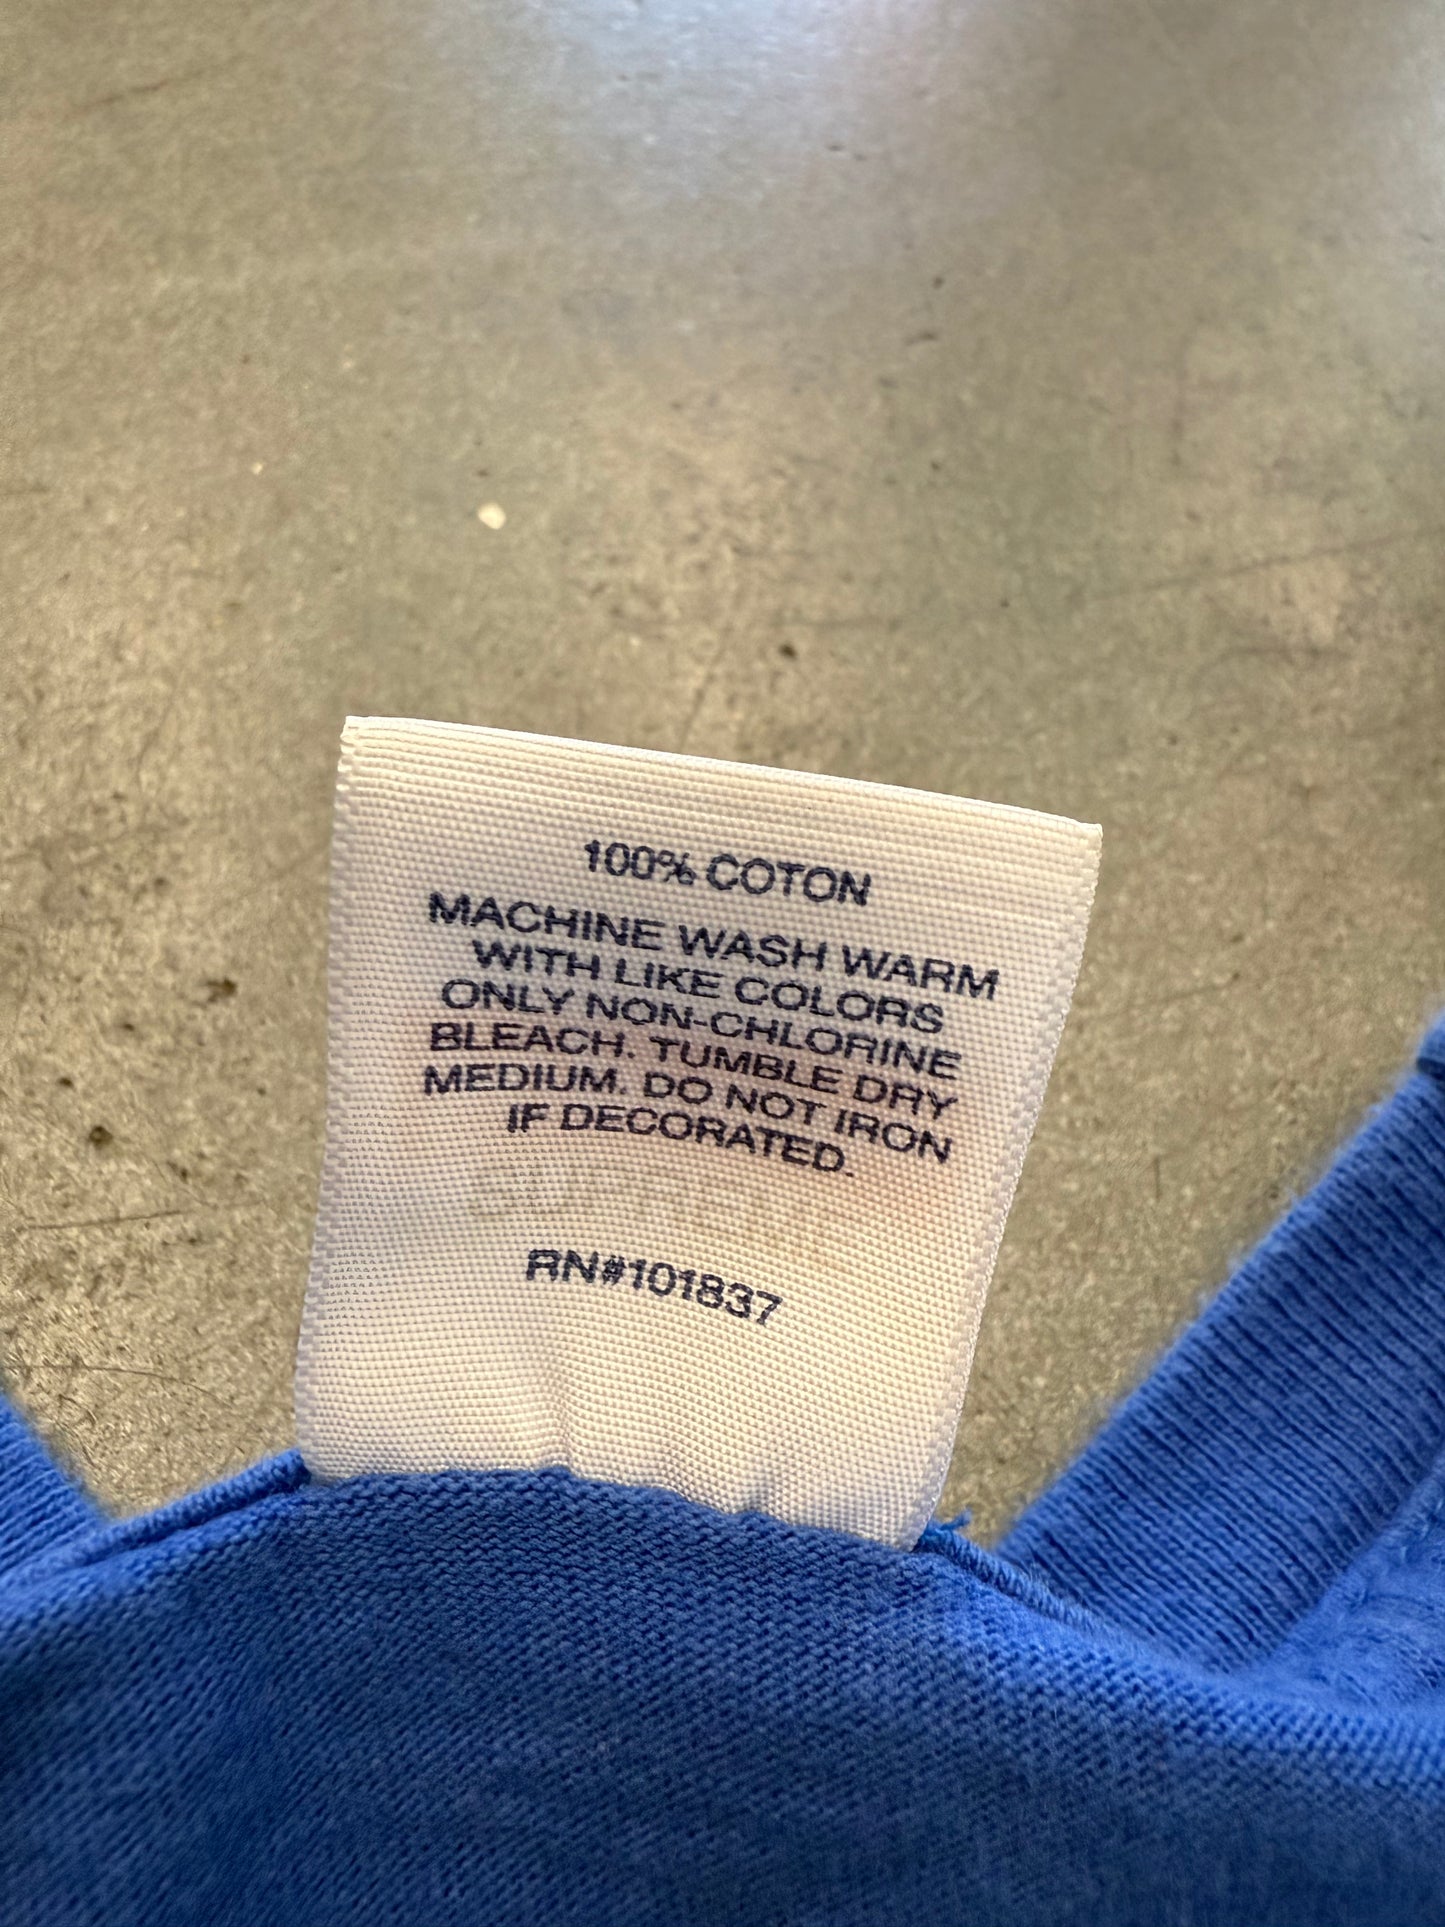 100% COTON
MACHINE WASH WARM
WITH LIKE COLORS
ONLY NON-CHLORINE
BLEACH. TUMBLE DRY
MEDIUM. DO NOT IRON
IF DECORATED.
RN#101837